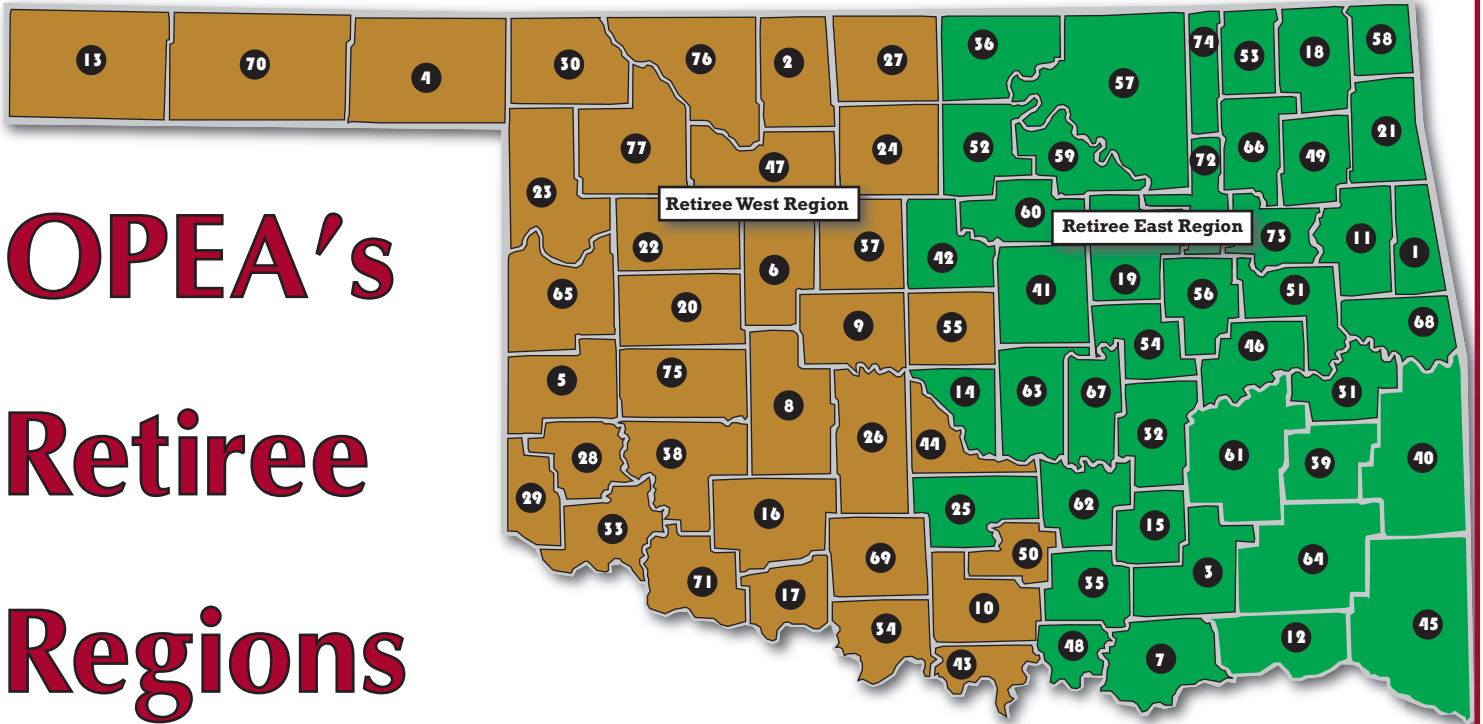 OPEA's
Retiree
Regions
13 70 4 30 76 2 27 36 57 74 53 18 58
77 47 24 52 59 72 66 49 21
23
Retiree West Region
Retiree East Region
22 6 37 42 60 73 11 1
65 20 9 55 41 19 56 51 68
5 75 8 14 63 67 54 46 31
28 38 26 44 32 61 39 40
29 33 16 25 62 15
71 17 69 50 35 3 64
34 10 48 7 12 45
43